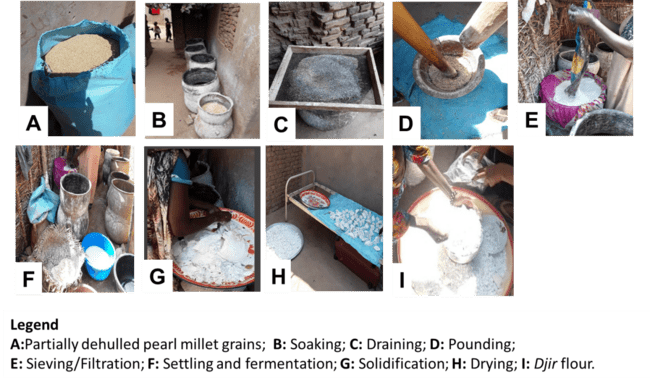 A
B
C
D
E
F
G
H
I
Legend
A:Partially dehulled pearl millet grains;  B: Soaking; C: Draining; D: Pounding;
E: Sieving/Filtration; F: Settling and fermentation; G: Solidification; H: Drying; I: Djir flour.